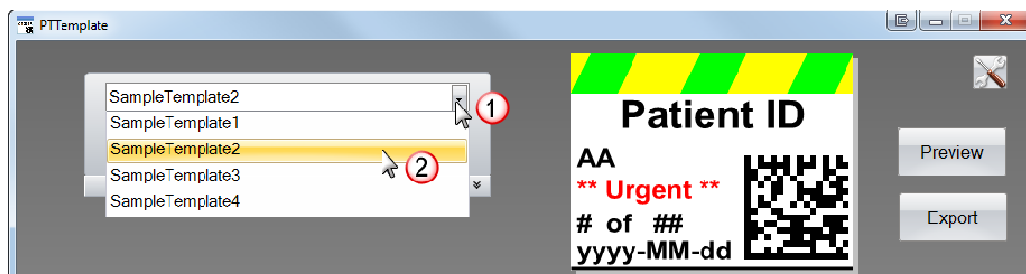 PTTemplate
SampleTemplate2
1
SampleTemplate1
SampleTemplate2
2
SampleTemplate3
SampleTemplate4
Patient ID
AA
** Urgent **
# of ##
yyyy-MM-dd
Preview
Export